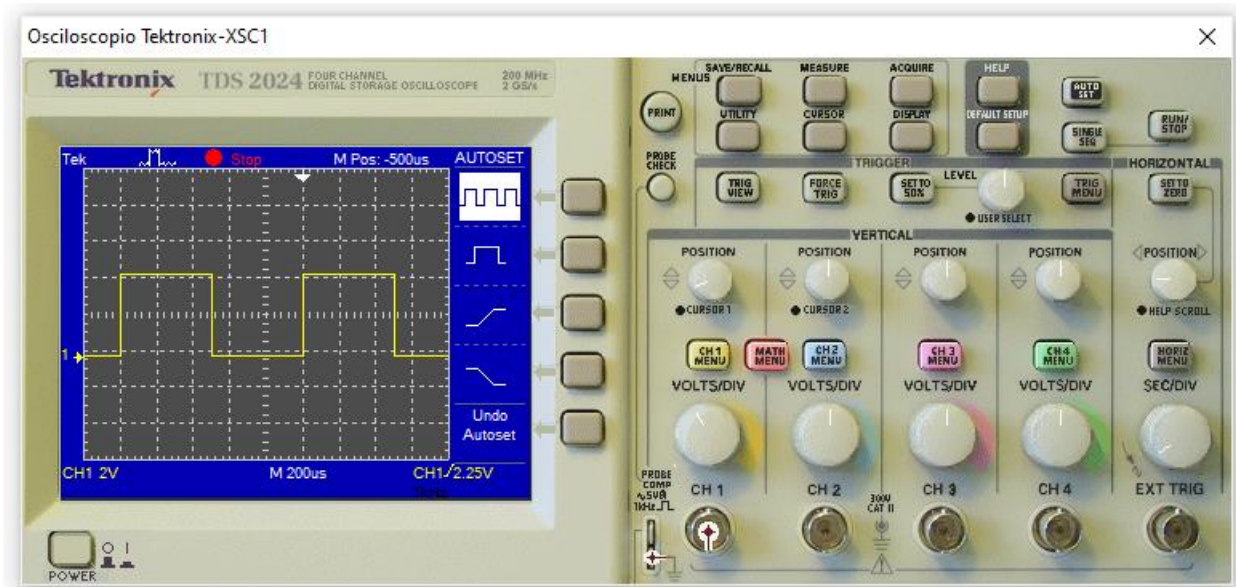 Osciloscopio Tektronix-XSC1
Tektronix TDS 2024 FOUR CHANNEL DIGITAL STORAGE OSCILLOSCOPE
200 MHz
2 GS/s
Tek Stop M Pos: -500us AUTOSET
1
Undo
Autoset
CH1 2V M 200us CH1 2.25V
POWER
MENUS
SAVE/RECALL MEASURE ACQUIRE HELP
PRINT
AUTO SET
UTILITY CURSOR DISPLAY DEFAULT SETUP
SINGLE SEQ
RUN/STOP
PROBE CHECK
TRIGGER
HORIZONTAL
TRIG VIEW
FORCE TRIG
SET TO 50%
LEVEL
TRIG MENU
SET TO ZERO
USER SELECT
VERTICAL
POSITION POSITION POSITION POSITION POSITION
CURSOR 1 CURSOR 2 HELP SCROLL
CH 1 MENU
MATH MENU
CH 2 MENU
CH 3 MENU
CH 4 MENU
HORIZ MENU
VOLTS/DIV VOLTS/DIV VOLTS/DIV VOLTS/DIV SEC/DIV
PROBE COMP
~5V@
1kHz
CH 1 CH 2 CH 3 CH 4 EXT TRIG
300V
CAT II